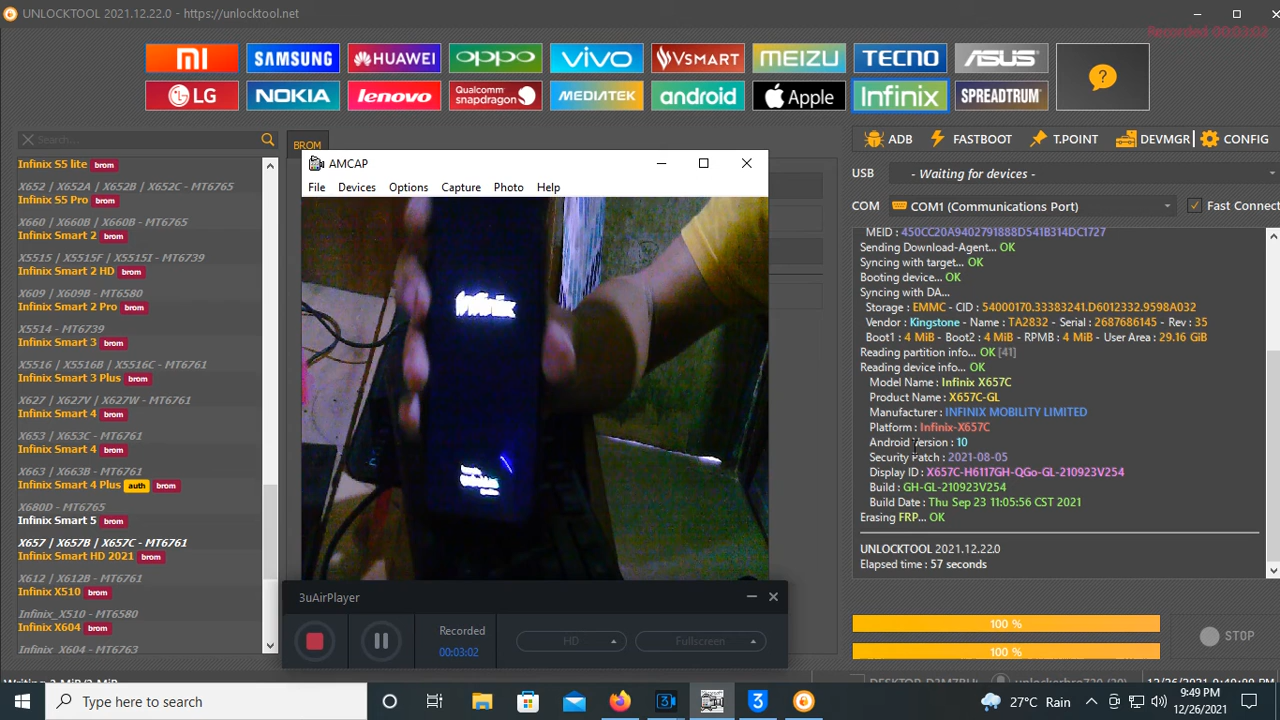 UNLOCKTOOL 2021.12.22.0 - https://unlocktool.net
Recorded 00:03:03
mi
SAMSUNG
HUAWEI
oppo
vivo
VSMART
MEIZU
TECNO
ASUS
?
LG
NOKIA
lenovo
Qualcomm snapdragon
MEDIATEK
android
Apple
Infinix
SPREADTRUM
Search...
BROM
ADB
FASTBOOT
T.POINT
DEVMGR
CONFIG
USB
- Waiting for devices -
COM
COM1 (Communications Port)
Fast Connect
Infinix S5 lite brom
X652 / X652A / X652B / X652C - MT6765
Infinix S5 Pro brom
X660 / X660B / X660B - MT6765
Infinix Smart 2 brom
X5515 / X5515F / X5515I - MT6739
Infinix Smart 2 HD brom
X609 / X609B - MT6580
Infinix Smart 2 Pro brom
X5514 - MT6739
Infinix Smart 3 brom
X5516 / X5516B / X5516C - MT6761
Infinix Smart 3 Plus brom
X627 / X627V / X627W - MT6761
Infinix Smart 4 brom
X653 / X653C - MT6761
Infinix Smart 4 brom
X663 / X663B - MT6761
Infinix Smart 4 Plus auth brom
X680D - MT6765
Infinix Smart 5 brom
X657 / X657B / X657C - MT6761
Infinix Smart HD 2021 brom
X612 / X612B - MT6761
Infinix X510 brom
Infinix_X510 - MT6580
Infinix X604 brom
Infinix_X604 - MT6763
AMCAP
File Devices Options Capture Photo Help
Infinix
MEID : 450CC20A9402791888D541B314DC1727
Sending Download-Agent... OK
Syncing with target... OK
Booting device... OK
Syncing with DA...
Storage : EMMC - CID : 54000170.33383241.D6012332.9598A032
Vendor : Kingstone - Name : TA2832 - Serial : 2687686145 - Rev : 35
Boot1 : 4 MiB - Boot2 : 4 MiB - RPMB : 4 MiB - User Area : 29.16 GiB
Reading partition info... OK [41]
Reading device info... OK
Model Name : Infinix X657C
Product Name : X657C-GL
Manufacturer : INFINIX MOBILITY LIMITED
Platform : Infinix-X657C
Android Version : 10
Security Patch : 2021-08-05
Display ID : X657C-H6117GH-QGo-GL-210923V254
Build : GH-GL-210923V254
Build Date : Thu Sep 23 11:05:56 CST 2021
Erasing FRP... OK
UNLOCKTOOL 2021.12.22.0
Elapsed time : 57 seconds
3uAirPlayer
Recorded
00:03:02
HD
Fullscreen
100 %
100 %
STOP
Type here to search
27°C Rain
9:49 PM
12/26/2021